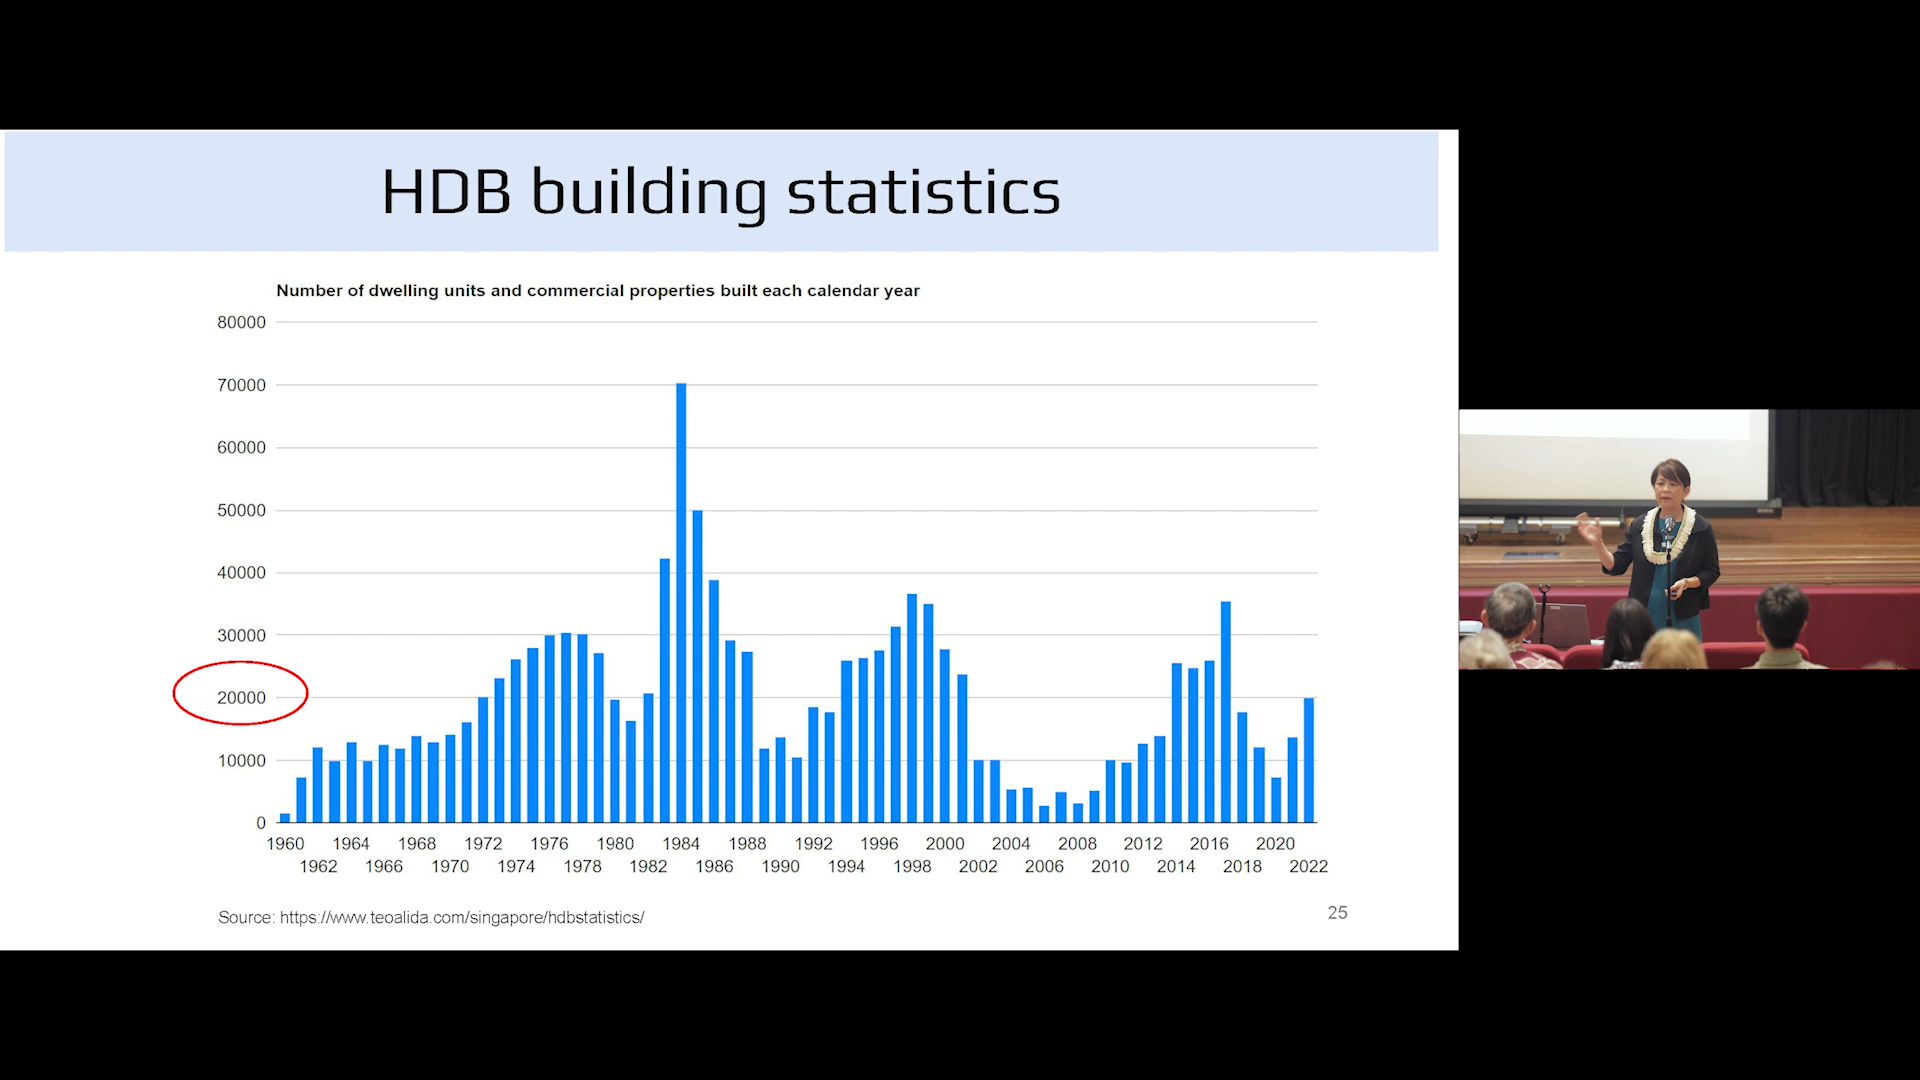 HDB building statistics
Number of dwelling units and commercial properties built each calendar year
80000
70000
60000
50000
40000
30000
20000
10000
0
1960 1964 1968 1972 1976 1980 1984 1988 1992 1996 2000 2004 2008 2012 2016 2020
1962 1966 1970 1974 1978 1982 1986 1990 1994 1998 2002 2006 2010 2014 2018 2022
Source: https://www.teoalida.com/singapore/hdbstatistics/
25